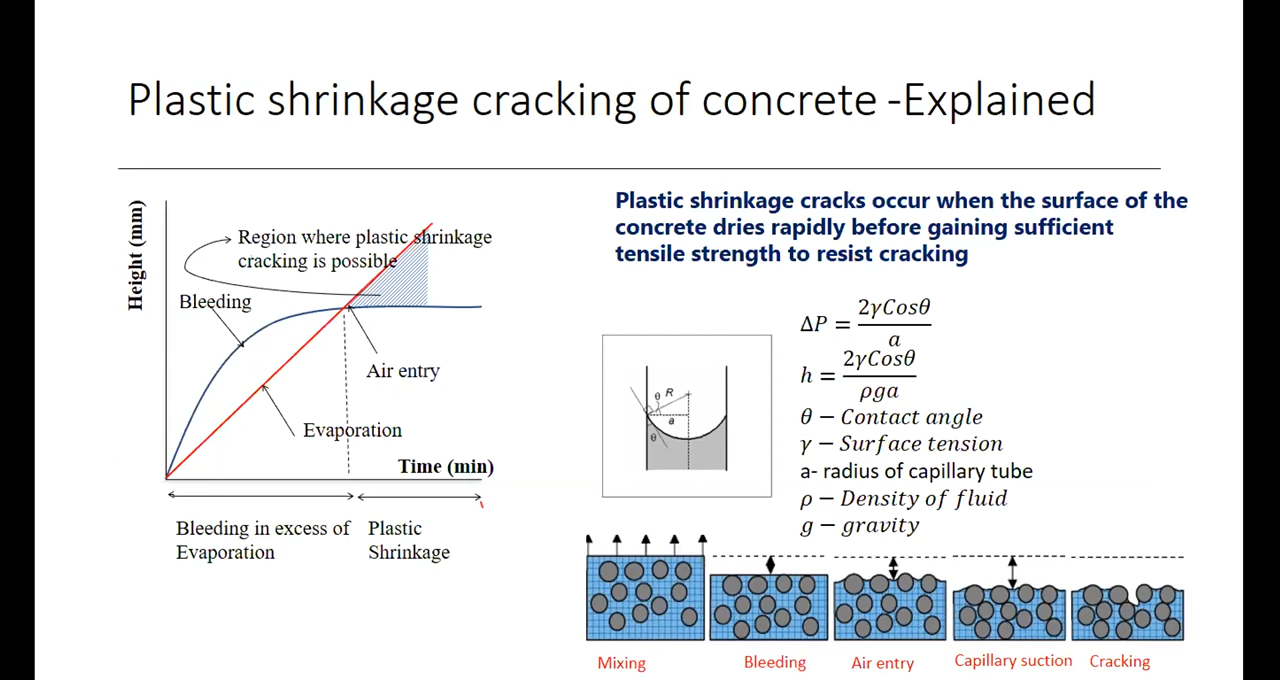 Plastic shrinkage cracking of concrete -Explained
Height (mm)
Region where plastic shrinkage
cracking is possible
Bleeding
Air entry
Evaporation
Time (min)
Bleeding in excess of
Evaporation
Plastic
Shrinkage
Plastic shrinkage cracks occur when the surface of the
concrete dries rapidly before gaining sufficient
tensile strength to resist cracking
θ R
a
θ
ΔP = 2γCosθ / a
h = 2γCosθ / ρga
θ – Contact angle
γ – Surface tension
a- radius of capillary tube
ρ – Density of fluid
g – gravity
Mixing
Bleeding
Air entry
Capillary suction
Cracking